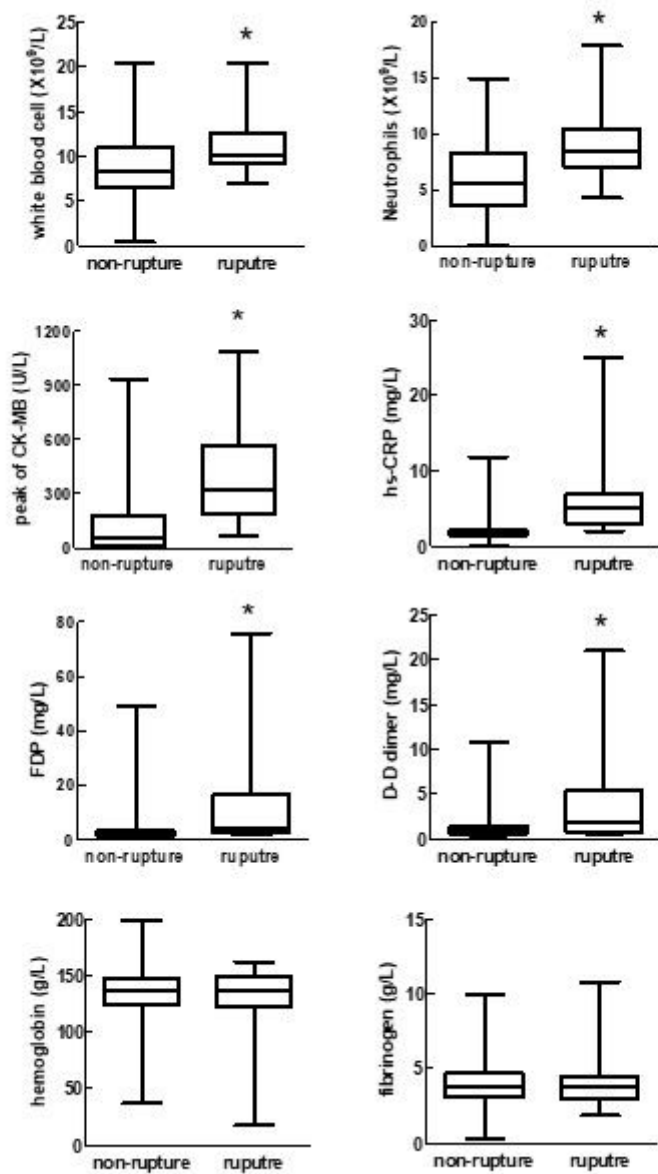 white blood cell (X10⁹/L)
25
20
15
10
5
0
*
non-rupture ruputre
Neutrophils (X10⁹/L)
20
15
10
5
0
*
non-rupture ruputre
peak of CK-MB (U/L)
1200
900
600
300
0
*
non-rupture ruputre
hs-CRP (mg/L)
30
20
10
0
*
non-rupture ruputre
FDP (mg/L)
80
60
40
20
0
*
non-rupture ruputre
D-D dimer (mg/L)
25
20
15
10
5
0
*
non-rupture ruputre
hemoglobin (g/L)
200
150
100
50
0
non-rupture ruputre
fibrinogen (g/L)
15
10
5
0
non-rupture ruputre